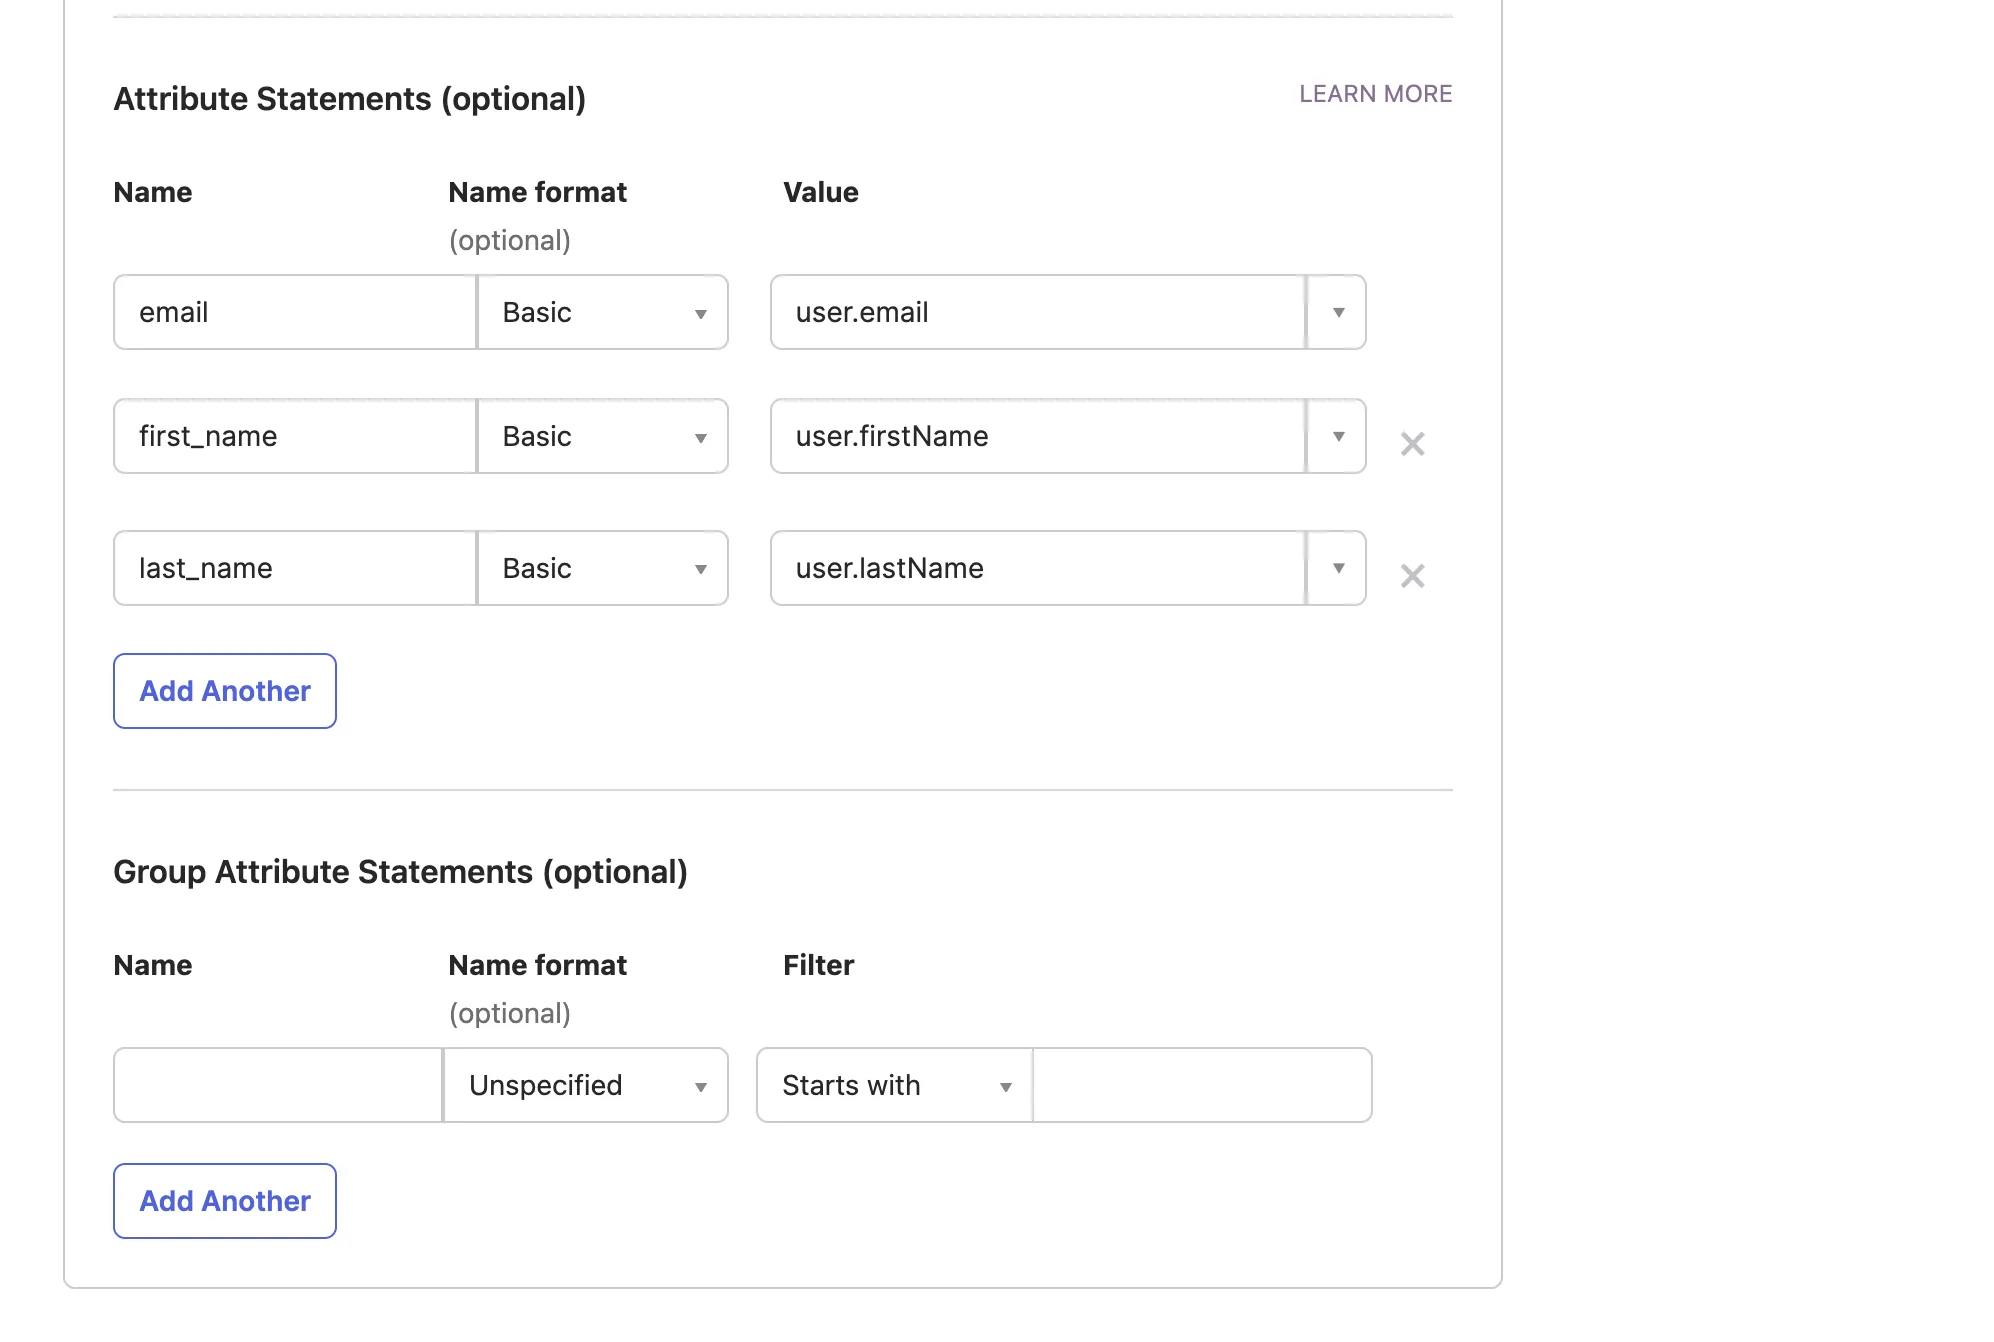 Attribute Statements (optional) LEARN MORE
Name Name format Value
(optional)
email Basic user.email
first_name Basic user.firstName
last_name Basic user.lastName
Add Another
Group Attribute Statements (optional)
Name Name format Filter
(optional)
Unspecified Starts with
Add Another